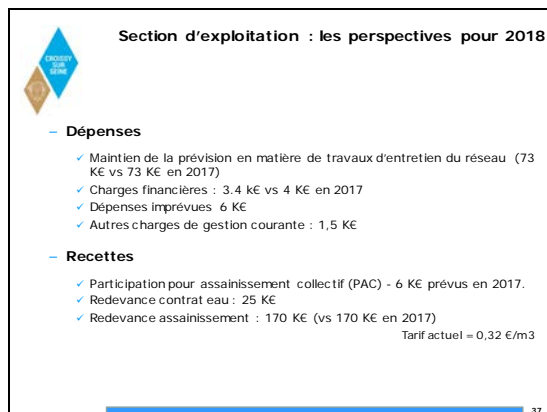 Section d'exploitation : les perspectives pour 2018
CROISSY
SUR
SEINE
– Dépenses
✓ Maintien de la prévision en matière de travaux d'entretien du réseau (73
K€ vs 73 K€ en 2017)
✓ Charges financières : 3.4 k€ vs 4 K€ en 2017
✓ Dépenses imprévues 6 K€
✓ Autres charges de gestion courante : 1,5 K€
– Recettes
✓ Participation pour assainissement collectif (PAC) - 6 K€ prévus en 2017.
✓ Redevance contrat eau : 25 K€
✓ Redevance assainissement : 170 K€ (vs 170 K€ en 2017)
Tarif actuel = 0,32 €/m3
37